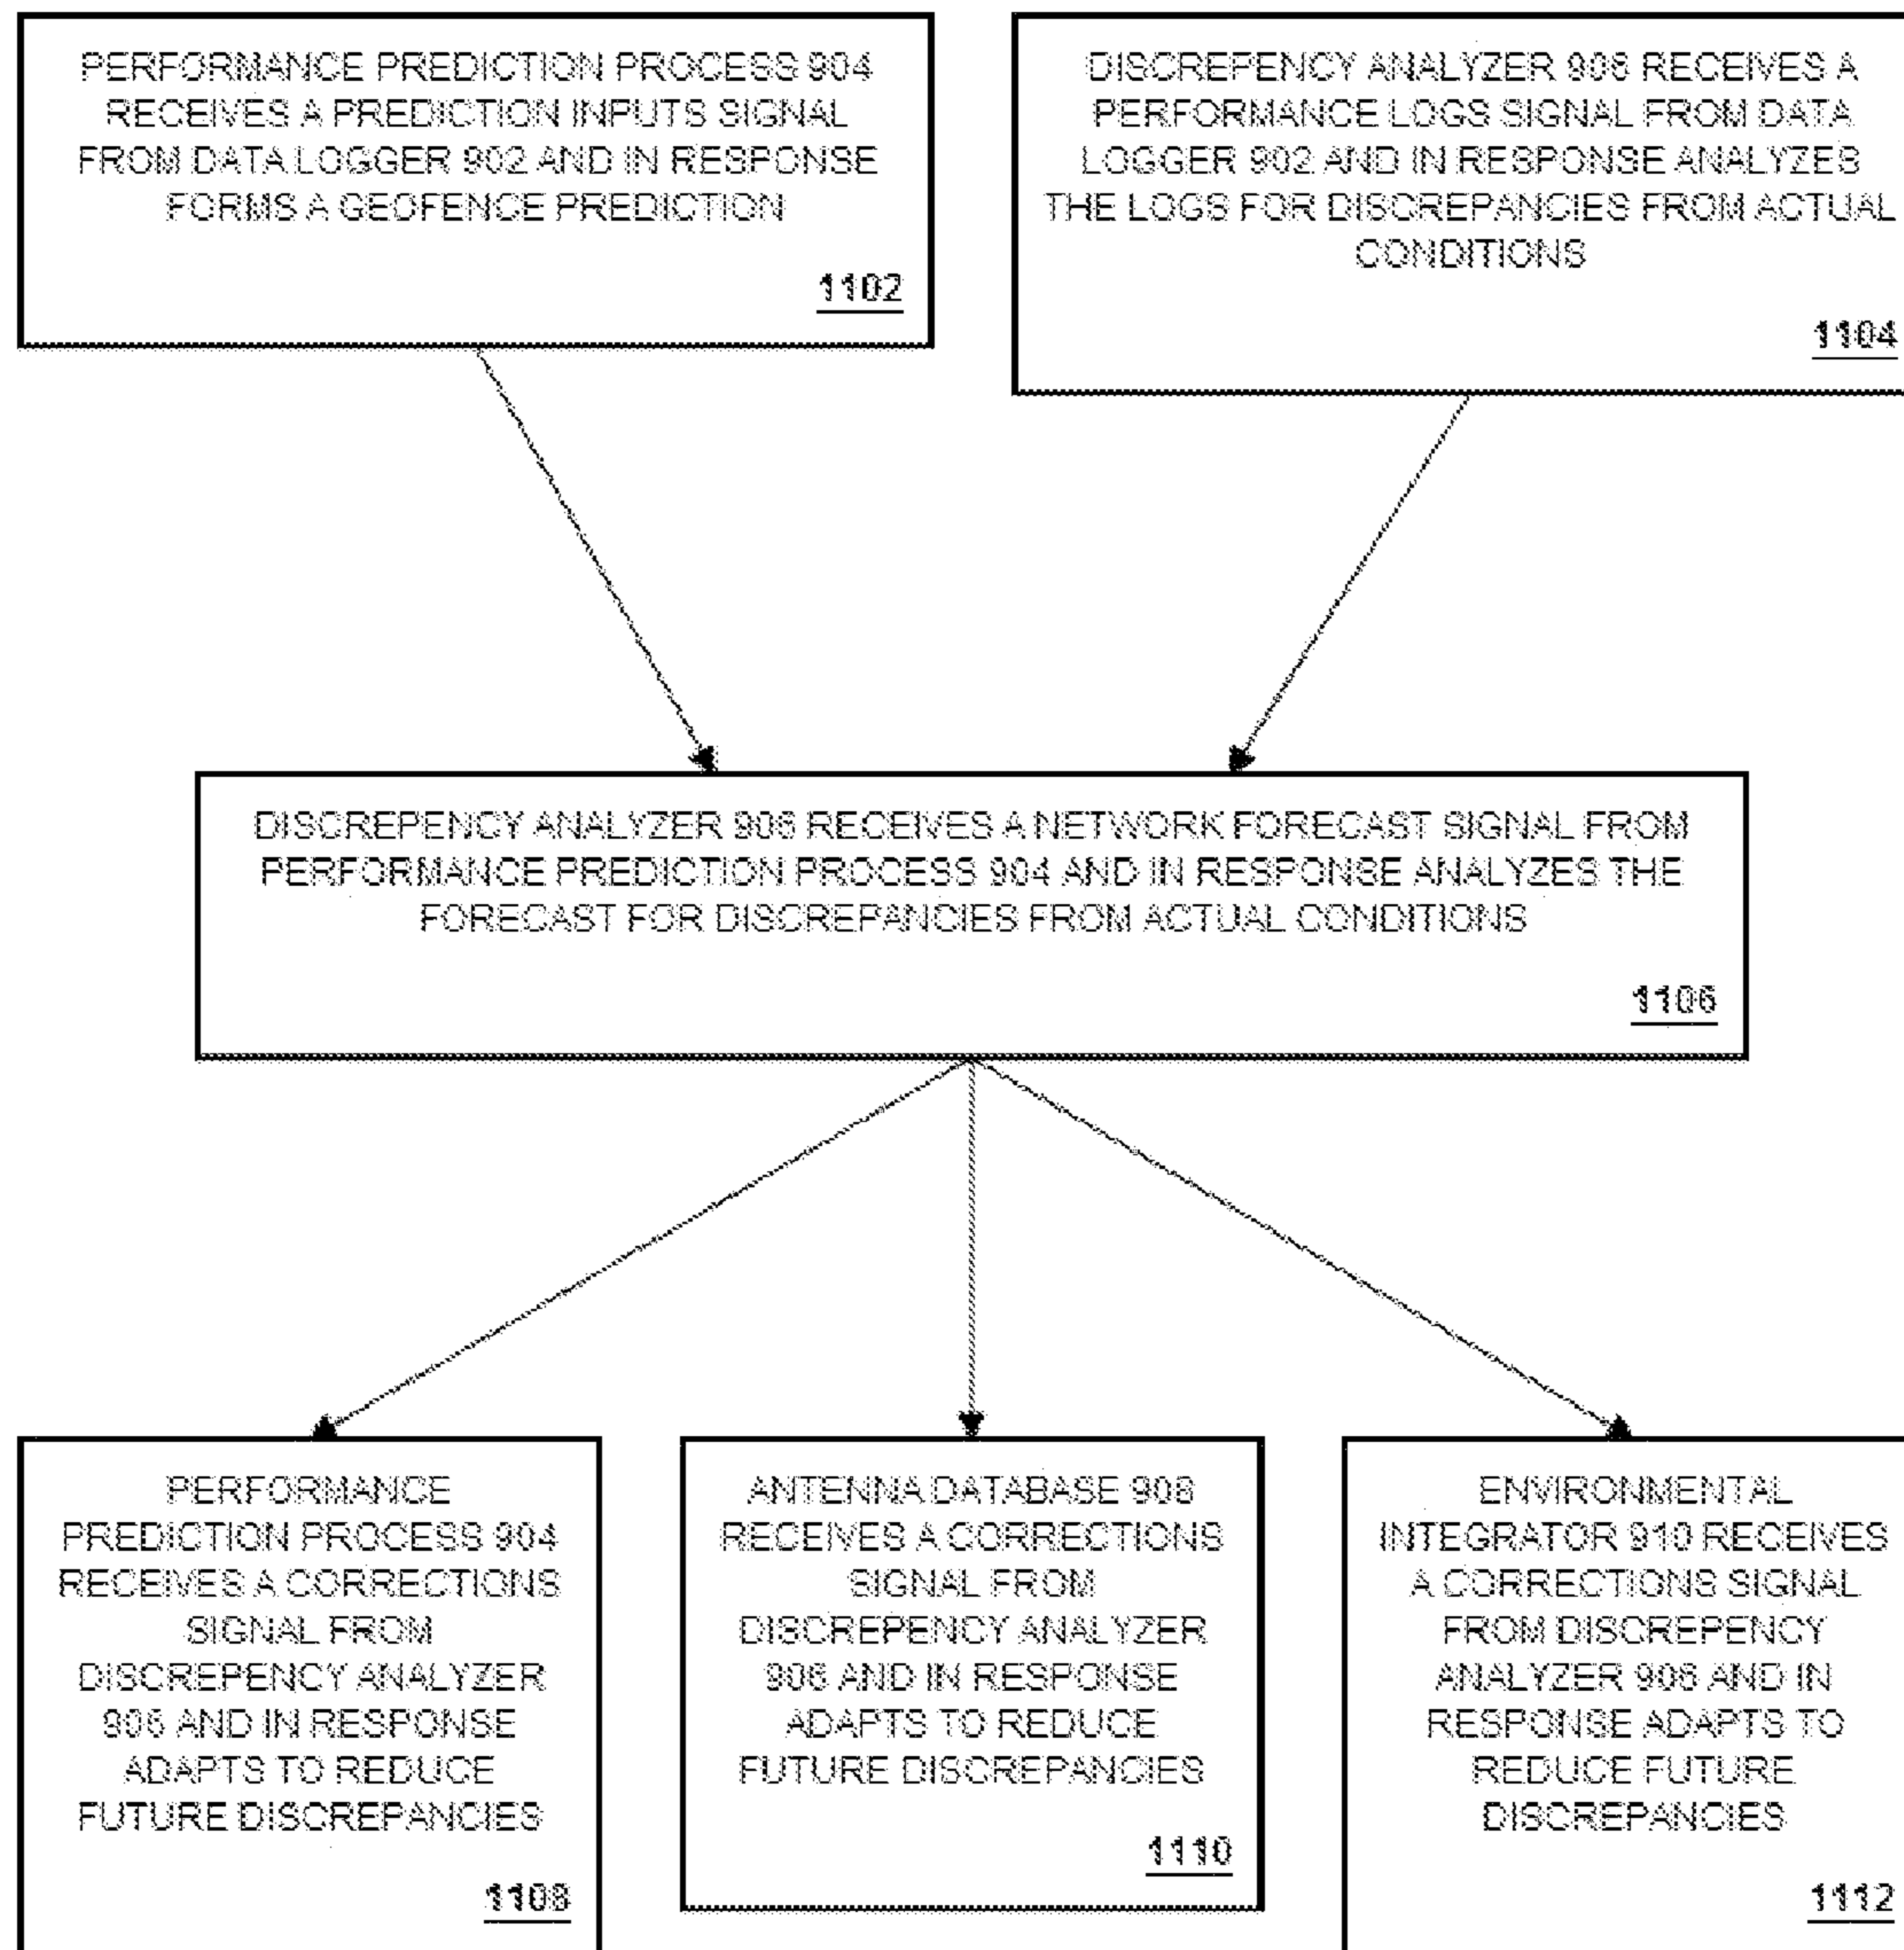 PERFORMANCE PREDICTION PROCESS 904
RECEIVES A PREDICTION INPUTS SIGNAL
FROM DATA LOGGER 902 AND IN RESPONSE
FORMS A GEOFENCE PREDICTION
1102
DISCREPENCY ANALYZER 906 RECEIVES A
PERFORMANCE LOGS SIGNAL FROM DATA
LOGGER 902 AND IN RESPONSE ANALYZES
THE LOGS FOR DISCREPANCIES FROM ACTUAL
CONDITIONS
1104
DISCREPENCY ANALYZER 906 RECEIVES A NETWORK FORECAST SIGNAL FROM
PERFORMANCE PREDICTION PROCESS 904 AND IN RESPONSE ANALYZES THE
FORECAST FOR DISCREPANCIES FROM ACTUAL CONDITIONS
1106
PERFORMANCE
PREDICTION PROCESS 904
RECEIVES A CORRECTIONS
SIGNAL FROM
DISCREPENCY ANALYZER
906 AND IN RESPONSE
ADAPTS TO REDUCE
FUTURE DISCREPANCIES
1108
ANTENNA DATABASE 908
RECEIVES A CORRECTIONS
SIGNAL FROM
DISCREPENCY ANALYZER
906 AND IN RESPONSE
ADAPTS TO REDUCE
FUTURE DISCREPANCIES
1110
ENVIRONMENTAL
INTEGRATOR 910 RECEIVES
A CORRECTIONS SIGNAL
FROM DISCREPENCY
ANALYZER 906 AND IN
RESPONSE ADAPTS TO
REDUCE FUTURE
DISCREPANCIES
1112